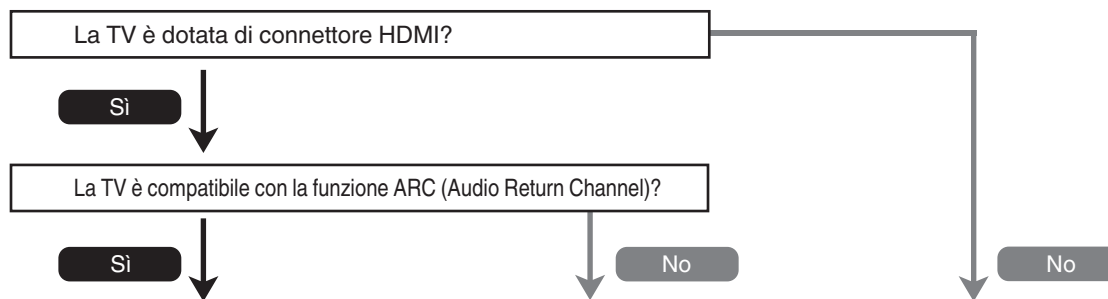 La TV è dotata di connettore HDMI?
Sì
La TV è compatibile con la funzione ARC (Audio Return Channel)?
Sì
No
No